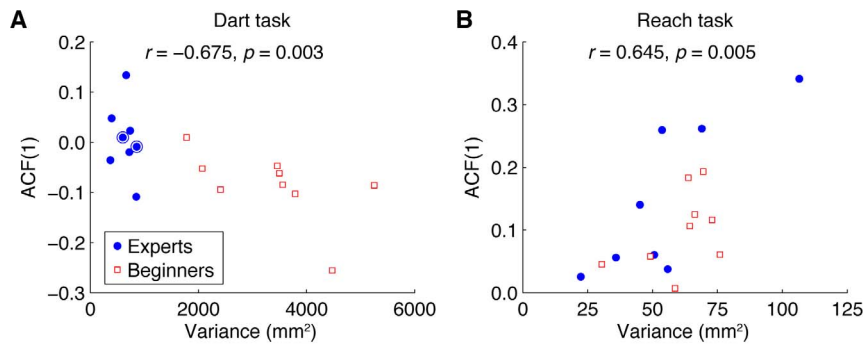 A
Dart task
r = −0.675, p = 0.003
0.2
0.1
0.0
−0.1
−0.2
−0.3
ACF(1)
Experts
Beginners
0
2000
4000
6000
Variance (mm²)
B
Reach task
r = 0.645, p = 0.005
0.4
0.3
0.2
0.1
0.0
ACF(1)
0
25
50
75
100
125
Variance (mm²)